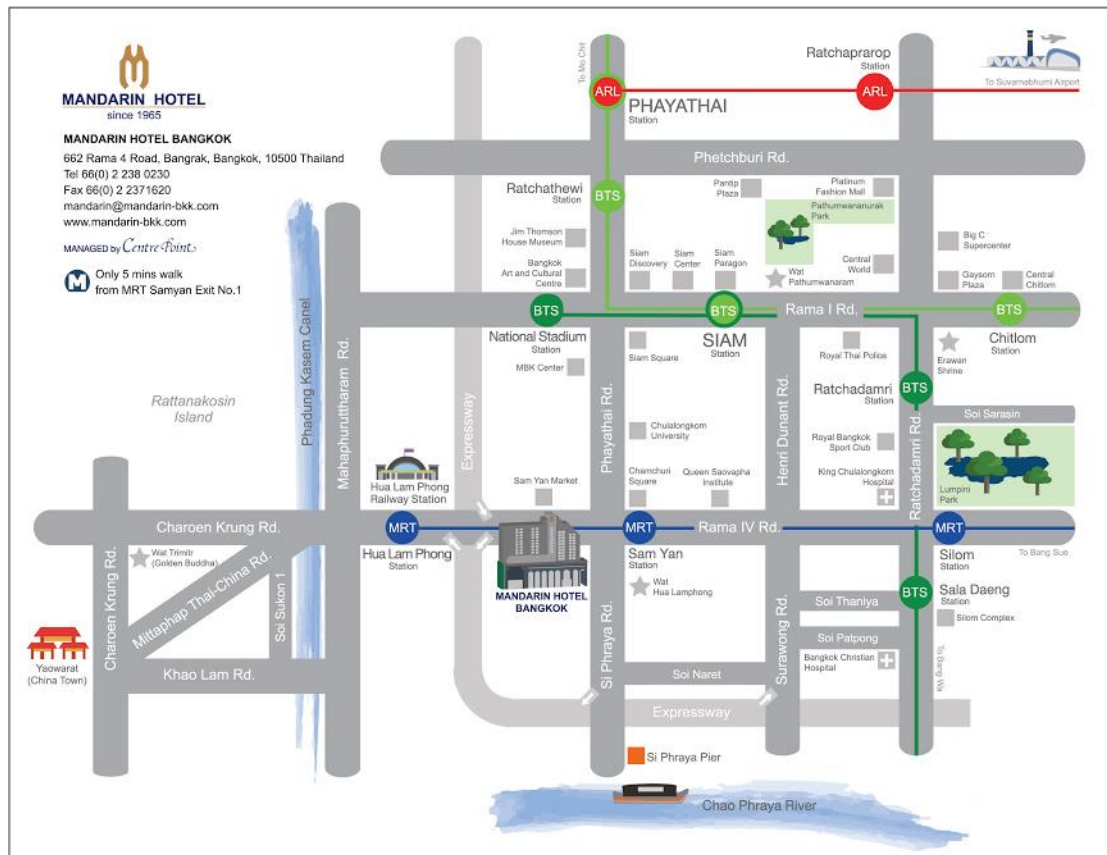 MANDARIN HOTEL
since 1965
MANDARIN HOTEL BANGKOK
662 Rama 4 Road, Bangrak, Bangkok, 10500 Thailand
Tel 66(0) 2 238 0230
Fax 66(0) 2 2371620
mandarin@mandarin-bkk.com
www.mandarin-bkk.com
MANAGED by Centre Point
M
Only 5 mins walk
from MRT Samyan Exit No.1
To Mo Chit
Ratchaprarop
Station
To Suvarnabhumi Airport
ARL
ARL
PHAYATHAI
Station
Phetchburi Rd.
Ratchathewi
Station
BTS
Pantip
Plaza
Platinum
Fashion Mall
Pathumwananurak
Park
Jim Thomson
House Museum
Bangkok
Art and Cultural
Centre
Siam
Discovery
Siam
Center
Siam
Paragon
Wat
Pathumwanaram
Central
World
Big C
Supercenter
Gaysorn
Plaza
Central
Chitlom
BTS
BTS
Rama I Rd.
BTS
National Stadium
Station
SIAM
Station
Chitlom
Station
MBK Center
Siam Square
Royal Thai Police
Erawan
Shrine
Ratchadamri
Station
BTS
Soi Sarasin
Rattanakosin
Island
Phadung Kasem Canel
Mahaphuruttharam Rd.
Expressway
Phayathai Rd.
Henri Dunant Rd.
Ratchadamri Rd.
Chulalongkorn
University
Royal Bangkok
Sport Club
Hua Lam Phong
Railway Station
Sam Yan Market
Chamchuri
Square
Queen Saovapha
Institute
King Chulalongkorn
Hospital
Lumpini
Park
Charoen Krung Rd.
MRT
MRT
Rama IV Rd.
MRT
Hua Lam Phong
Station
Sam Yan
Station
Silom
Station
To Bang Sue
Wat Trimitr
(Golden Buddha)
Charoen Krung Rd.
Mittaphap Thai-China Rd.
Soi Sukon 1
MANDARIN HOTEL
BANGKOK
Wat
Hua Lamphong
Soi Thaniya
BTS
Sala Daeng
Station
Silom Complex
Soi Patpong
Yaowarat
(China Town)
Khao Lam Rd.
Si Phraya Rd.
Soi Naret
Surawong Rd.
Bangkok Christian
Hospital
To Bang Wa
Expressway
Si Phraya Pier
Chao Phraya River